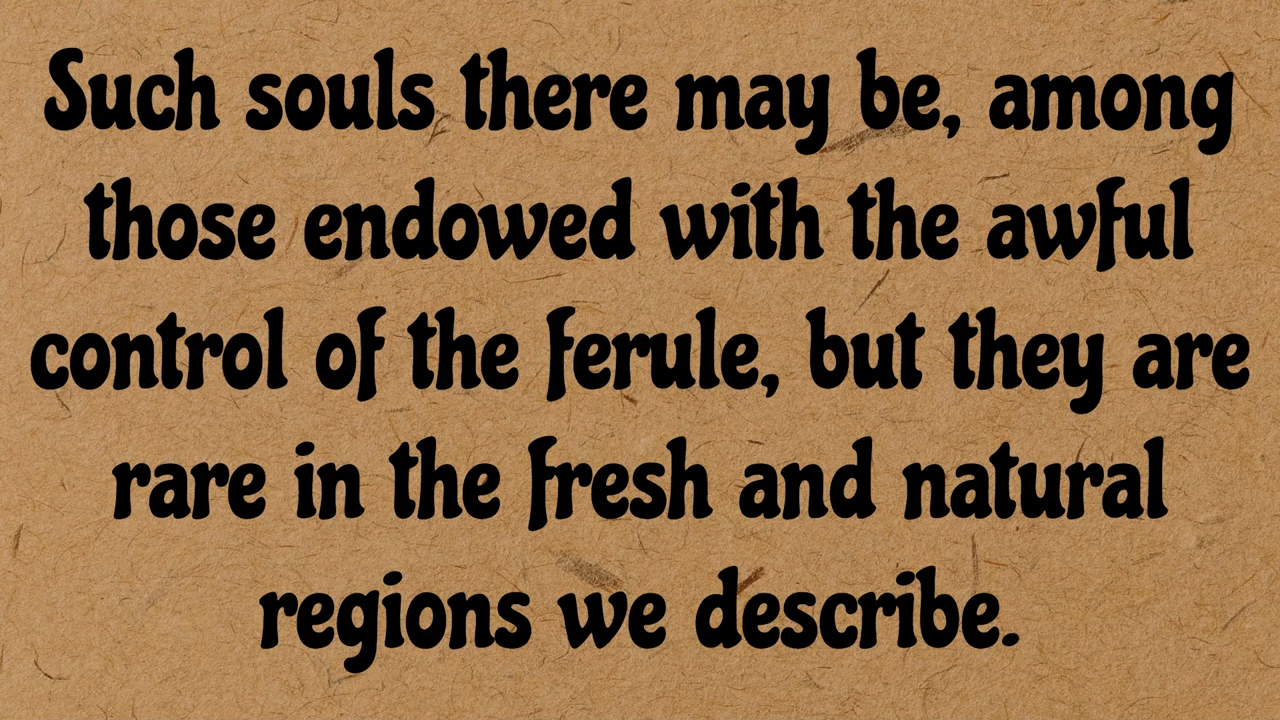 Such souls there may be, among
those endowed with the awful
control of the ferule, but they are
rare in the fresh and natural
regions we describe.